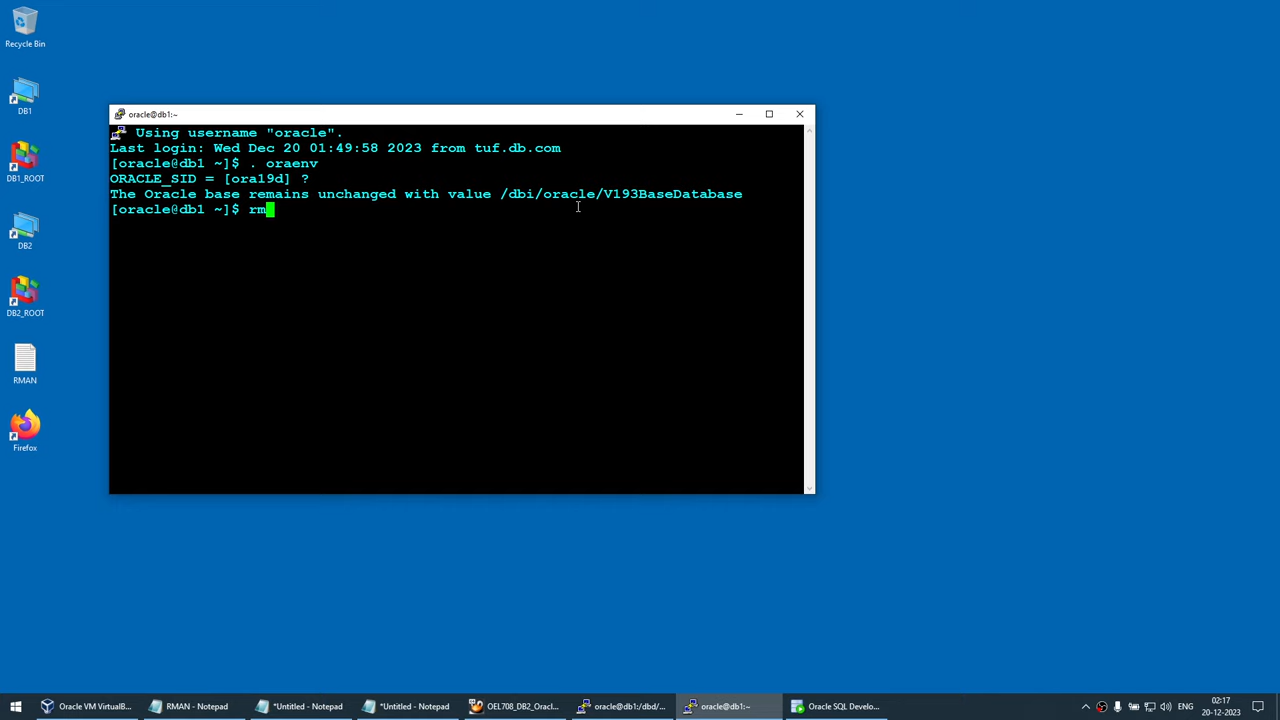 Recycle Bin
DB1
DB1_ROOT
DB2
DB2_ROOT
RMAN
Firefox
oracle@db1:~
Using username "oracle".
Last login: Wed Dec 20 01:49:58 2023 from tuf.db.com
[oracle@db1 ~]$ . oraenv
ORACLE_SID = [ora19d] ?
The Oracle base remains unchanged with value /dbi/oracle/V193BaseDatabase
[oracle@db1 ~]$ rm
Oracle VM VirtualB...
RMAN - Notepad
*Untitled - Notepad
*Untitled - Notepad
OEL708_DB2_Orac...
oracle@db1:/dbd/...
oracle@db1:~
Oracle SQL Develo...
ENG
02:17
20-12-2023